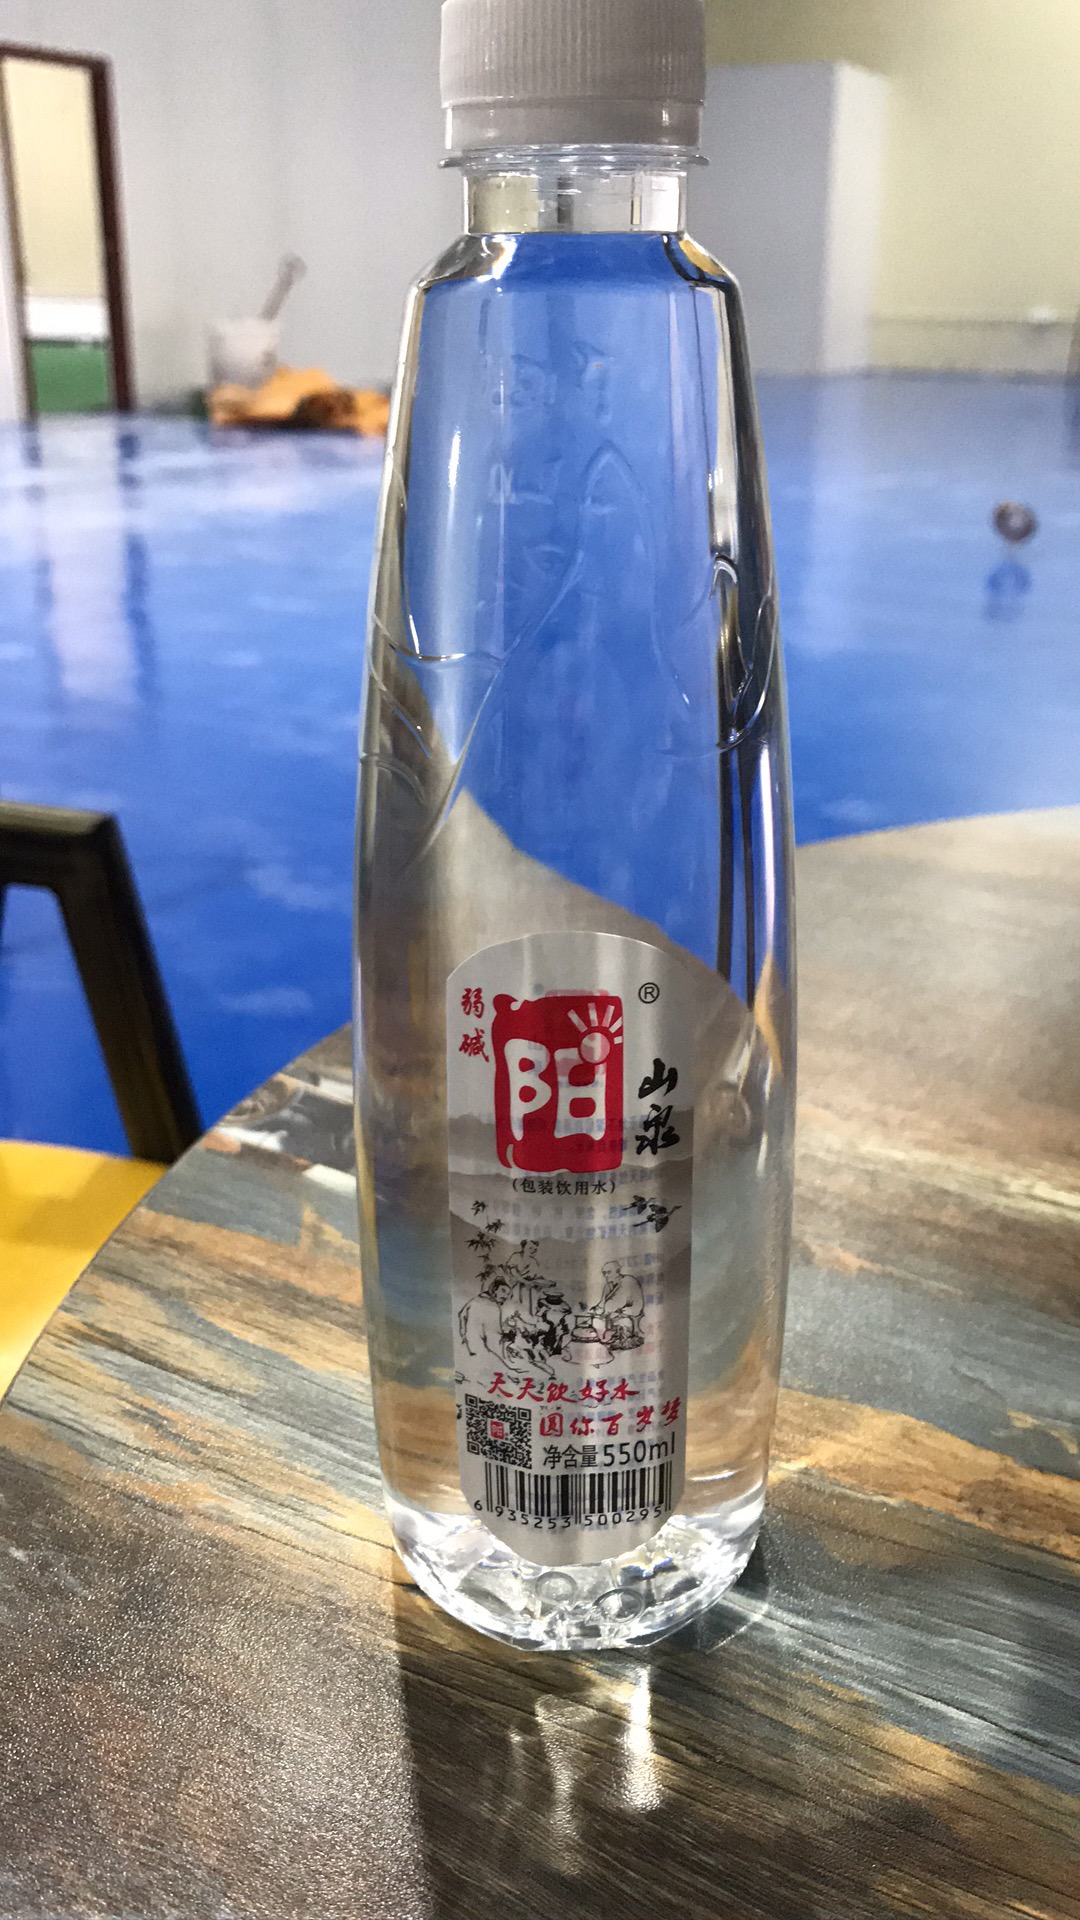 弱碱
阳
®
山泉
(包装饮用水)
天天饮好水
圆你百岁梦
净含量550ml
6 935253 500295